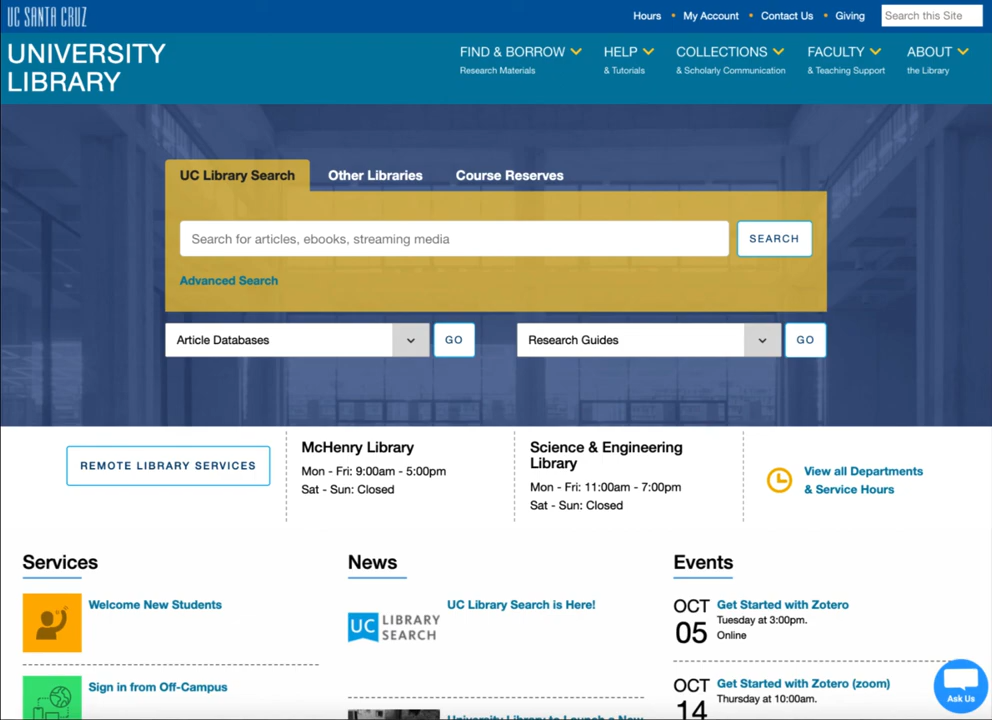 UC SANTA CRUZ
Hours • My Account • Contact Us • Giving
Search this Site
UNIVERSITY
LIBRARY
FIND & BORROW
Research Materials
HELP
& Tutorials
COLLECTIONS
& Scholarly Communication
FACULTY
& Teaching Support
ABOUT
the Library
UC Library Search
Other Libraries
Course Reserves
Search for articles, ebooks, streaming media
SEARCH
Advanced Search
Article Databases
GO
Research Guides
GO
REMOTE LIBRARY SERVICES
McHenry Library
Mon - Fri: 9:00am - 5:00pm
Sat - Sun: Closed
Science & Engineering
Library
Mon - Fri: 11:00am - 7:00pm
Sat - Sun: Closed
View all Departments
& Service Hours
Services
Welcome New Students
Sign in from Off-Campus
News
UC LIBRARY
SEARCH
UC Library Search is Here!
University Library to Launch a New
Events
OCT
05
Get Started with Zotero
Tuesday at 3:00pm.
Online
OCT
14
Get Started with Zotero (zoom)
Thursday at 10:00am.
Ask Us